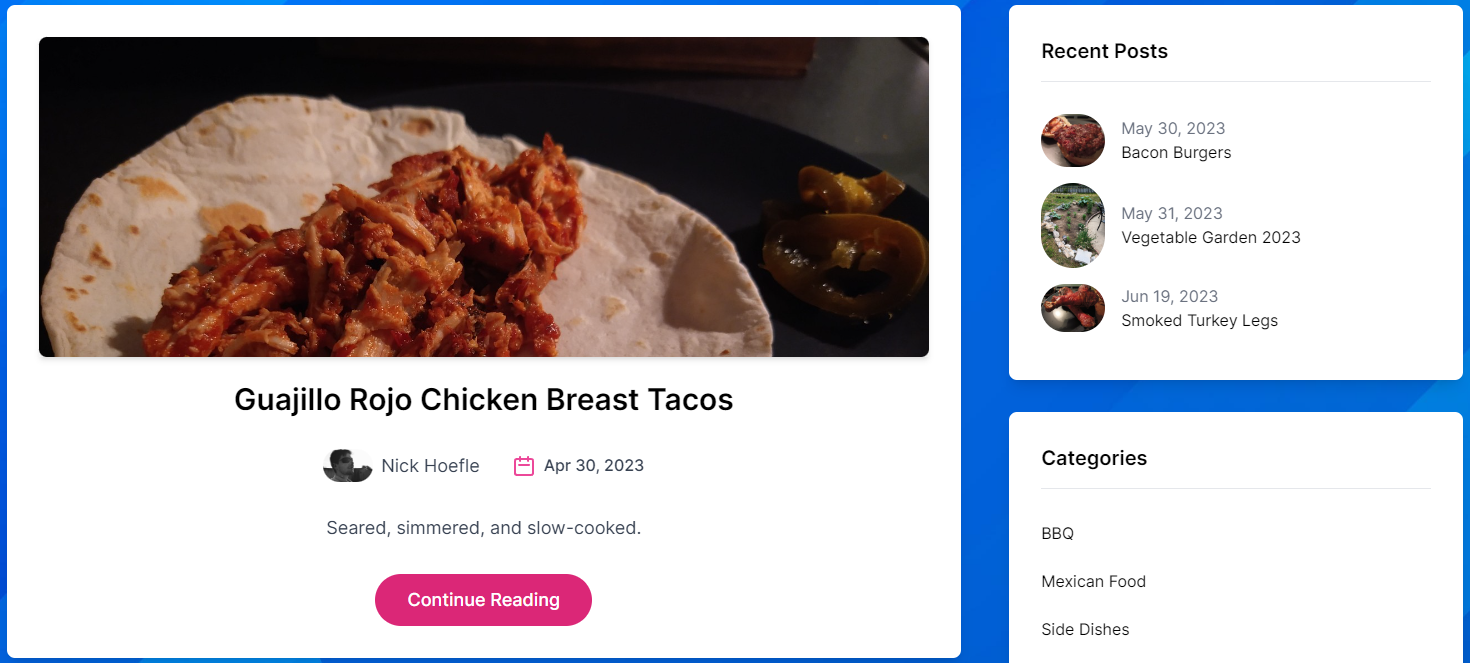 Guajillo Rojo Chicken Breast Tacos
Nick Hoefle
Apr 30, 2023
Seared, simmered, and slow-cooked.
Continue Reading
Recent Posts
May 30, 2023
Bacon Burgers
May 31, 2023
Vegetable Garden 2023
Jun 19, 2023
Smoked Turkey Legs
Categories
BBQ
Mexican Food
Side Dishes